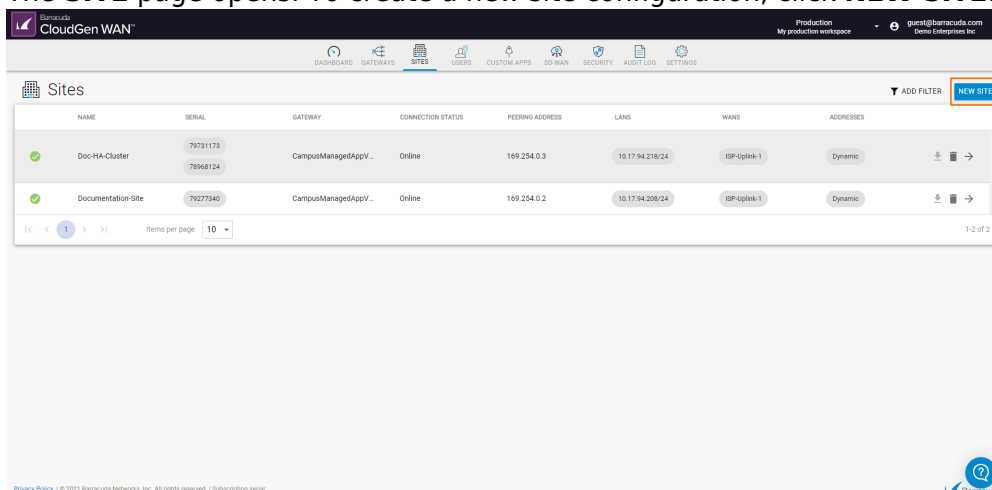 Barracuda
CloudGen WAN™
Production
My production workspace
guest@barracuda.com
Demo Enterprises Inc
DASHBOARD GATEWAYS SITES USERS CUSTOM APPS SD-WAN SECURITY AUDIT LOG SETTINGS
Sites
ADD FILTER NEW SITE
NAME SERIAL GATEWAY CONNECTION STATUS PEERING ADDRESS LANS WANS ADDRESSES
79731173
Doc-HA-Cluster CampusManagedAppV... Online 169.254.0.3 10.17.94.218/24 ISP-Uplink-1 Dynamic
78968124
Documentation-Site 79277340 CampusManagedAppV... Online 169.254.0.2 10.17.94.208/24 ISP-Uplink-1 Dynamic
|< < 1 > >| Items per page 10 1-2 of 2
Privacy Policy | © 2021 Barracuda Networks, Inc. All rights reserved. | Subscription serial: